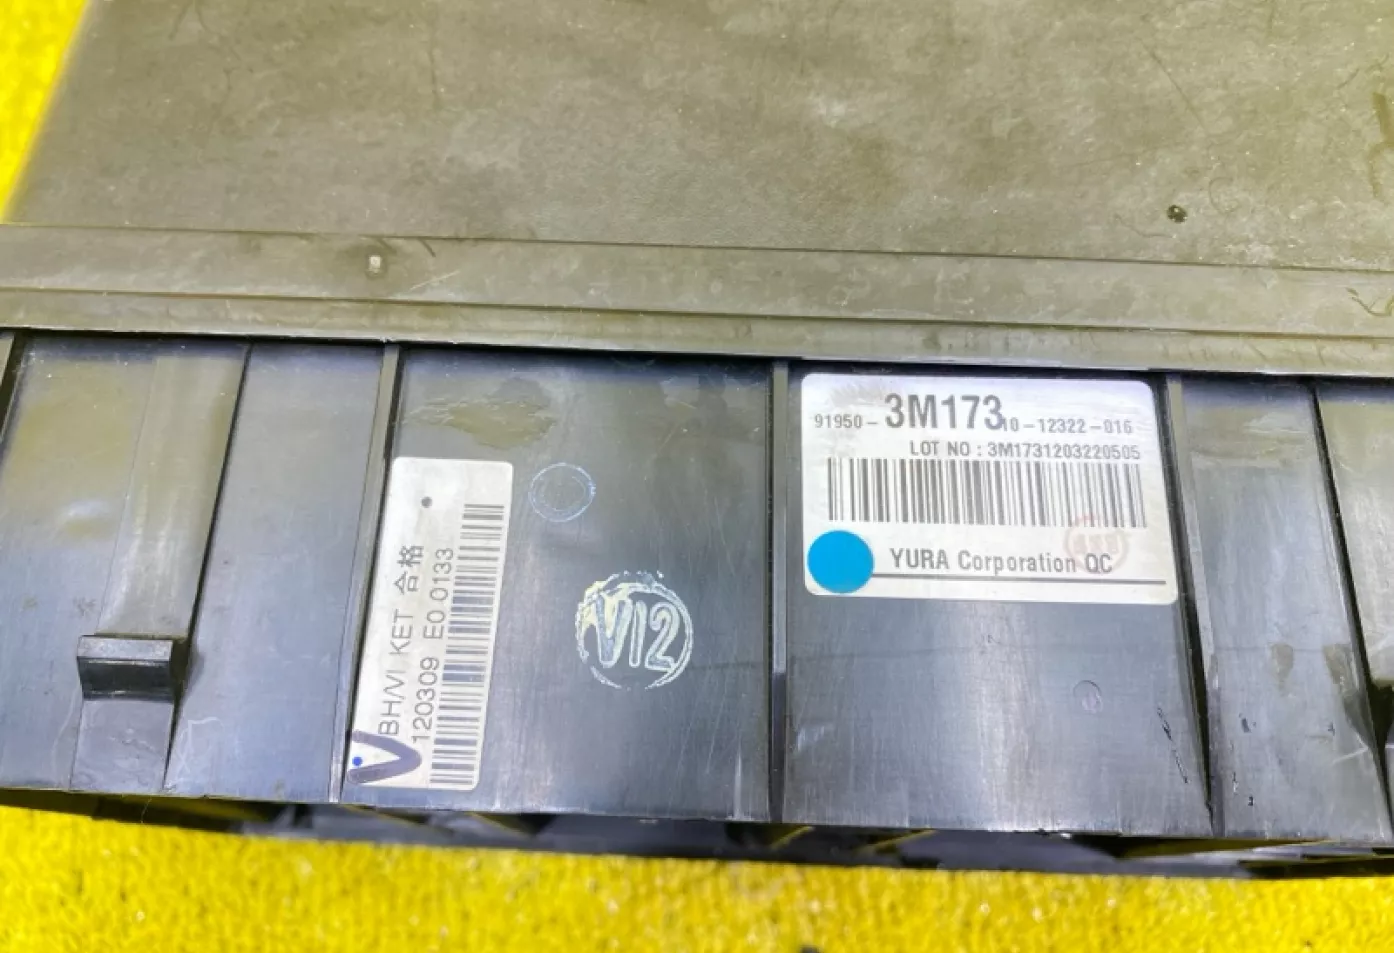 91950- 3M173 10-12322-016
LOT NO : 3M1731203220505
YURA Corporation QC
BH/VI KET 合格
120309 E0 0133
V
V12